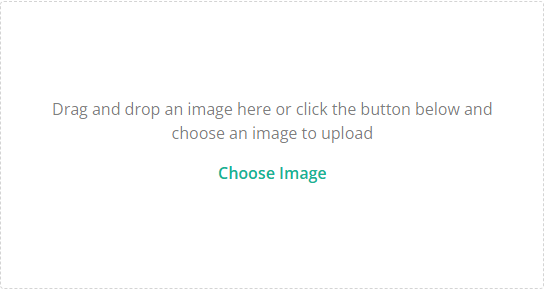 Drag and drop an image here or click the button below and
choose an image to upload
Choose Image